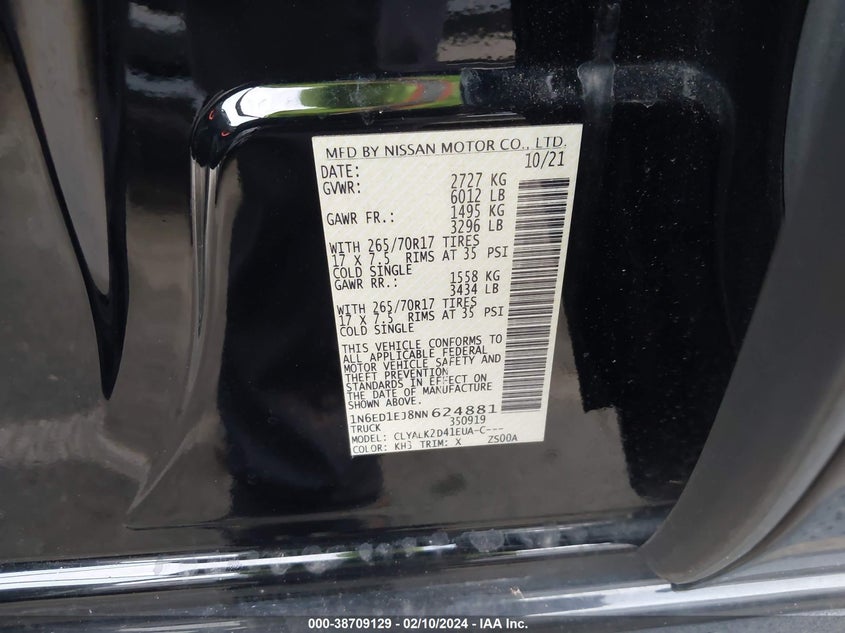 MFD BY NISSAN MOTOR CO., LTD.
DATE: 10/21
GVWR: 2727 KG
6012 LB
GAWR FR.: 1495 KG
3296 LB
WITH 265/70R17 TIRES
17 X 7.5 RIMS AT 35 PSI
COLD SINGLE
GAWR RR.: 1558 KG
3434 LB
WITH 265/70R17 TIRES
17 X 7.5 RIMS AT 35 PSI
COLD SINGLE
THIS VEHICLE CONFORMS TO
ALL APPLICABLE FEDERAL
MOTOR VEHICLE SAFETY AND
THEFT PREVENTION
STANDARDS IN EFFECT ON
THE DATE OF MANUFACTURE
SHOWN ABOVE.
1N6ED1EJ8NN624881
TRUCK 350919
MODEL: CLYALK2D41EUA-C---
COLOR: KH3 TRIM: X ZS00A
000-38709129 - 02/10/2024 - IAA Inc.